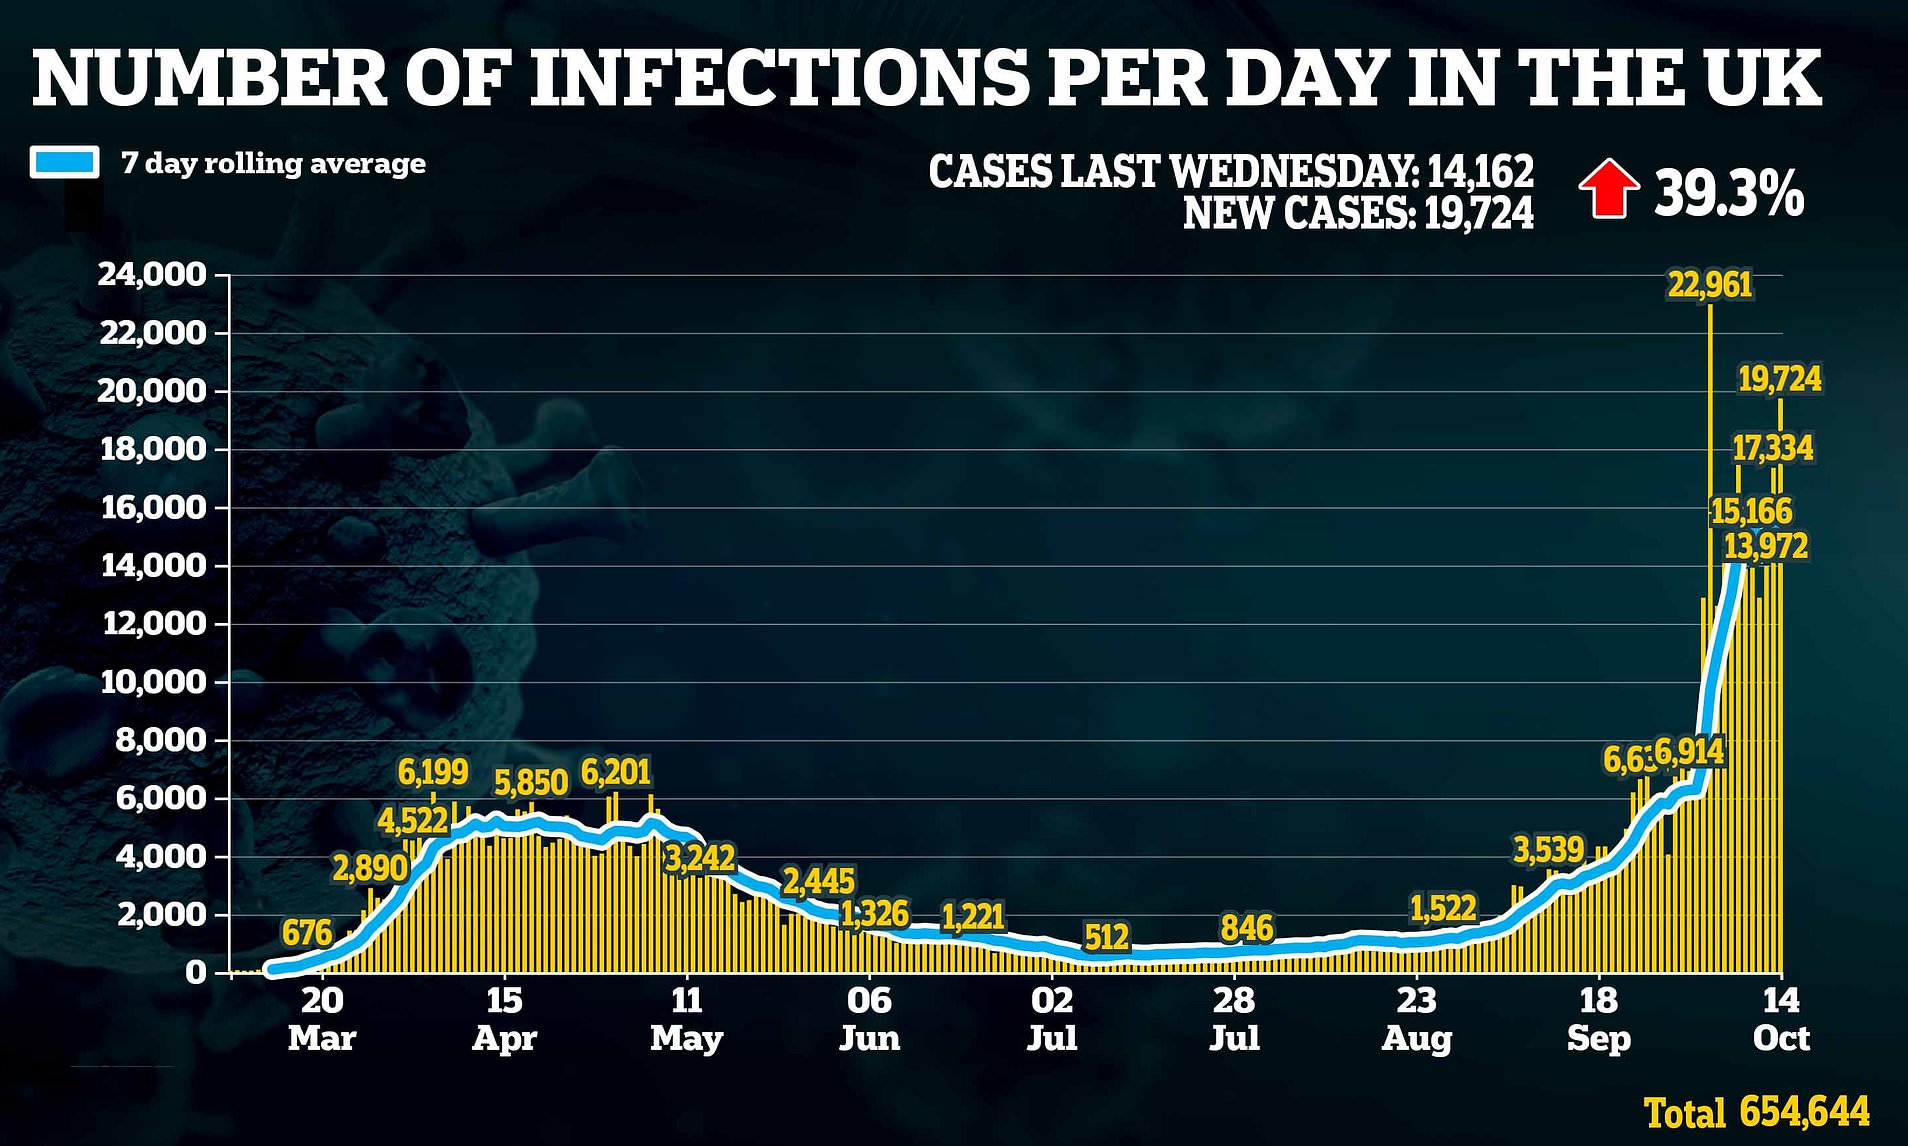 NUMBER OF INFECTIONS PER DAY IN THE UK
7 day rolling average
CASES LAST WEDNESDAY: 14,162
NEW CASES: 19,724
39.3%
24,000
22,000
20,000
18,000
16,000
14,000
12,000
10,000
8,000
6,000
4,000
2,000
0
676
2,890
4,522
6,199
5,850
6,201
3,242
2,445
1,326
1,221
512
846
1,522
3,539
6,914
22,961
19,724
17,334
15,166
13,972
20 Mar
15 Apr
11 May
06 Jun
02 Jul
28 Jul
23 Aug
18 Sep
14 Oct
Total 654,644